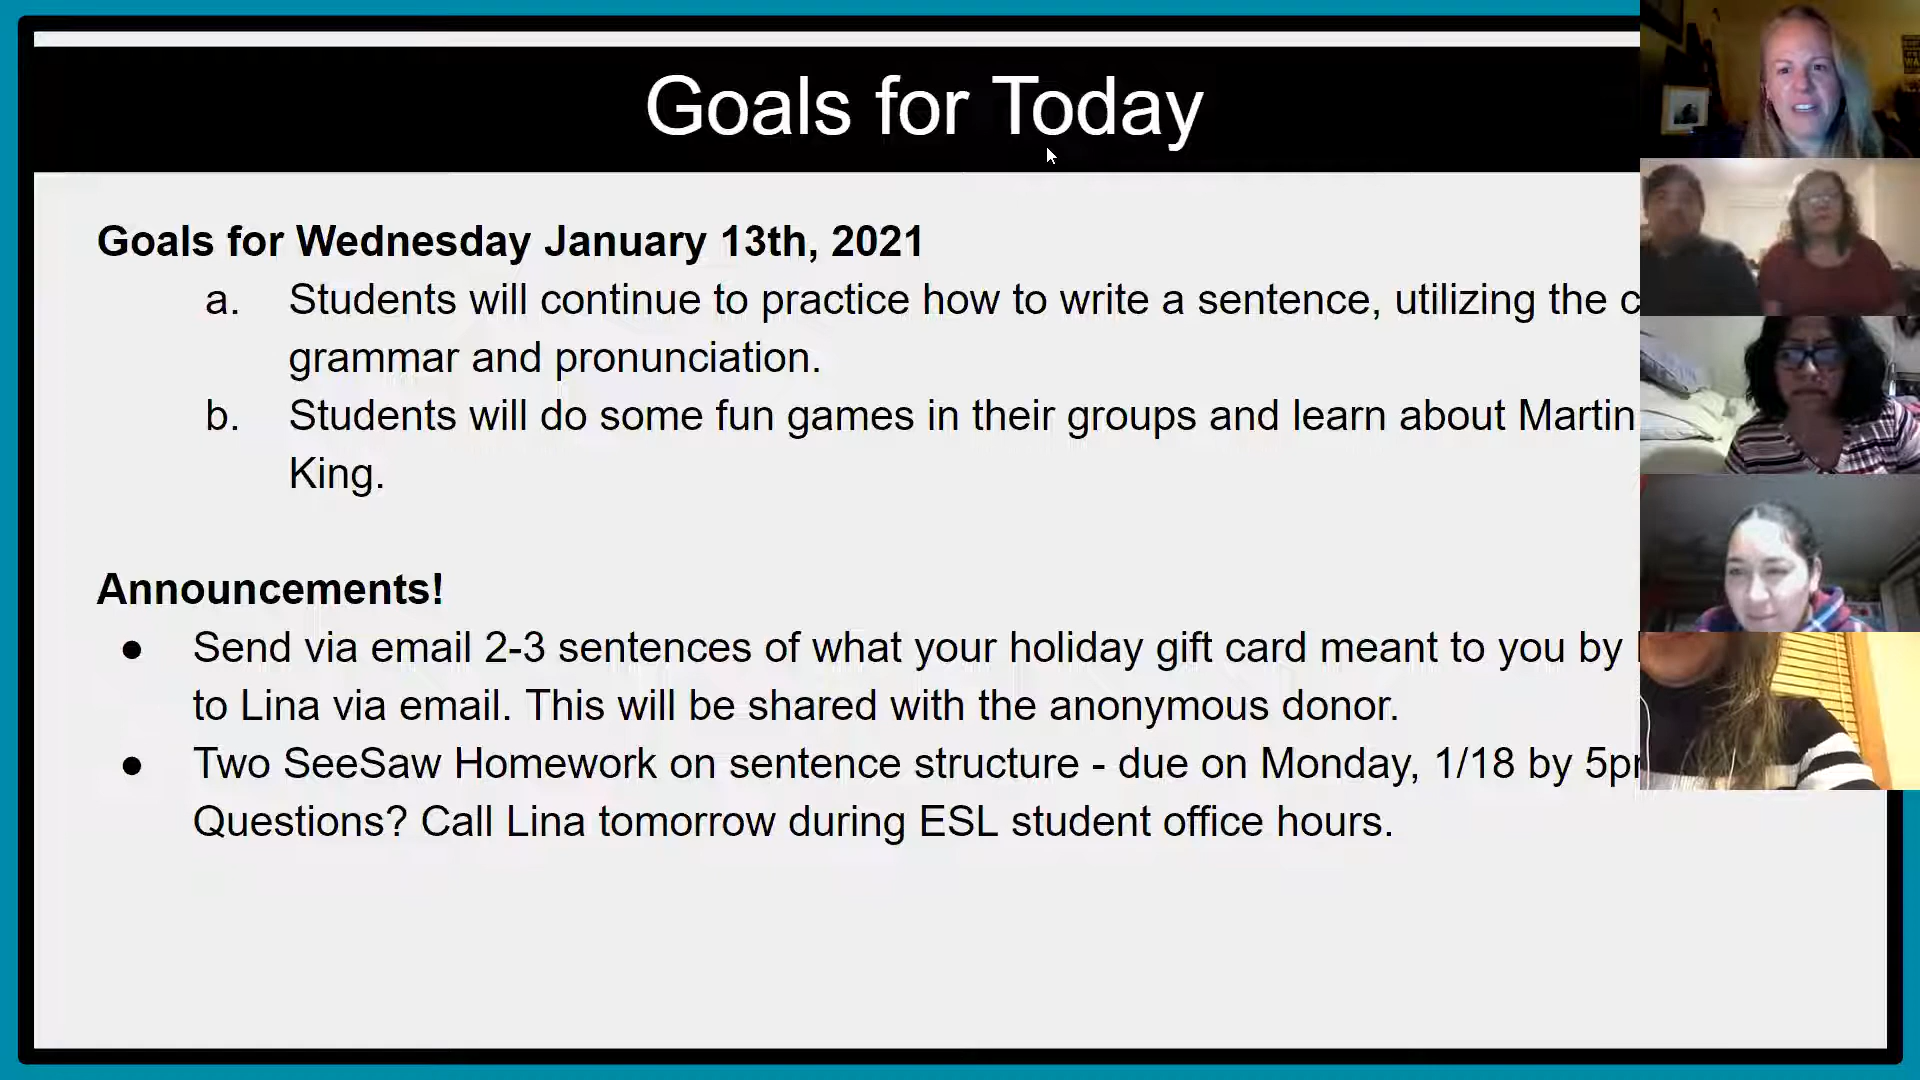 Goals for Today
Goals for Wednesday January 13th, 2021
a. Students will continue to practice how to write a sentence, utilizing the
grammar and pronunciation.
b. Students will do some fun games in their groups and learn about Martin
King.
Announcements!
● Send via email 2-3 sentences of what your holiday gift card meant to you by
to Lina via email. This will be shared with the anonymous donor.
● Two SeeSaw Homework on sentence structure - due on Monday, 1/18 by
Questions? Call Lina tomorrow during ESL student office hours.